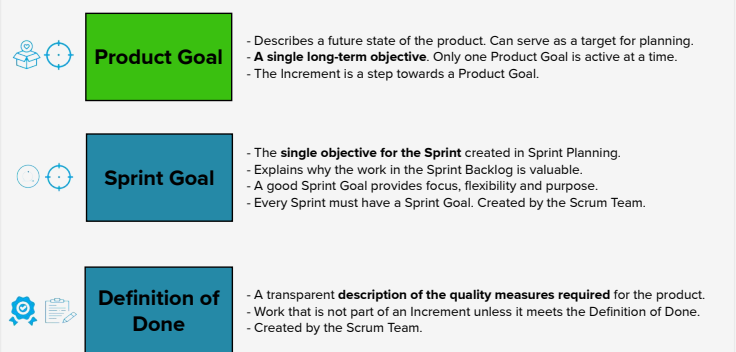 Product Goal
- Describes a future state of the product. Can serve as a target for planning.
- A single long-term objective. Only one Product Goal is active at a time.
- The Increment is a step towards a Product Goal.
Sprint Goal
- The single objective for the Sprint created in Sprint Planning.
- Explains why the work in the Sprint Backlog is valuable.
- A good Sprint Goal provides focus, flexibility and purpose.
- Every Sprint must have a Sprint Goal. Created by the Scrum Team.
Definition of
Done
- A transparent description of the quality measures required for the product.
- Work that is not part of an Increment unless it meets the Definition of Done.
- Created by the Scrum Team.